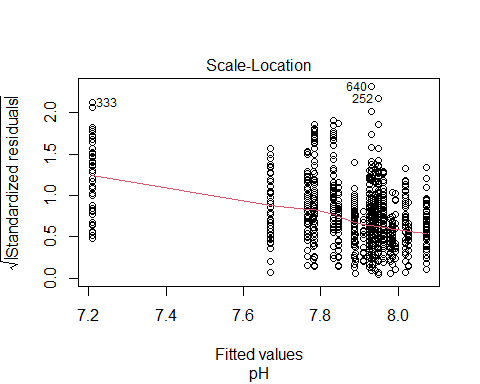 Scale-Location
√|Standardized residuals|
2.0
1.5
1.0
0.5
0.0
640
333
252
7.2 7.4 7.6 7.8 8.0
Fitted values
pH